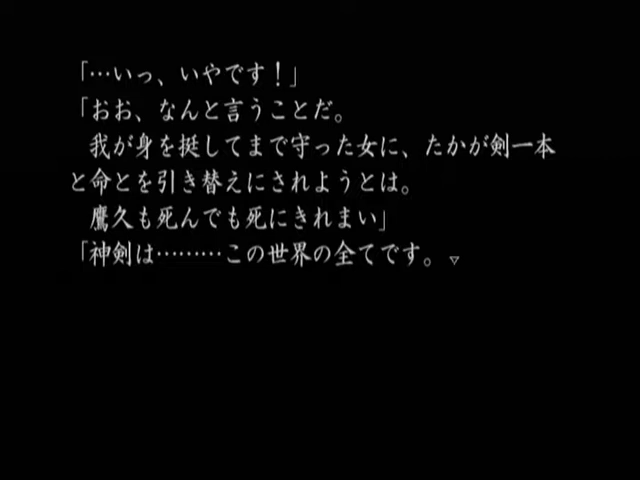 「…いっ、いやです！」
「おお、なんと言うことだ。
　我が身を挺してまで守った女に、たかが剣一本
と命とを引き替えにされようとは。
　鷹久も死んでも死にきれまい」
「神剣は………この世界の全てです。▽